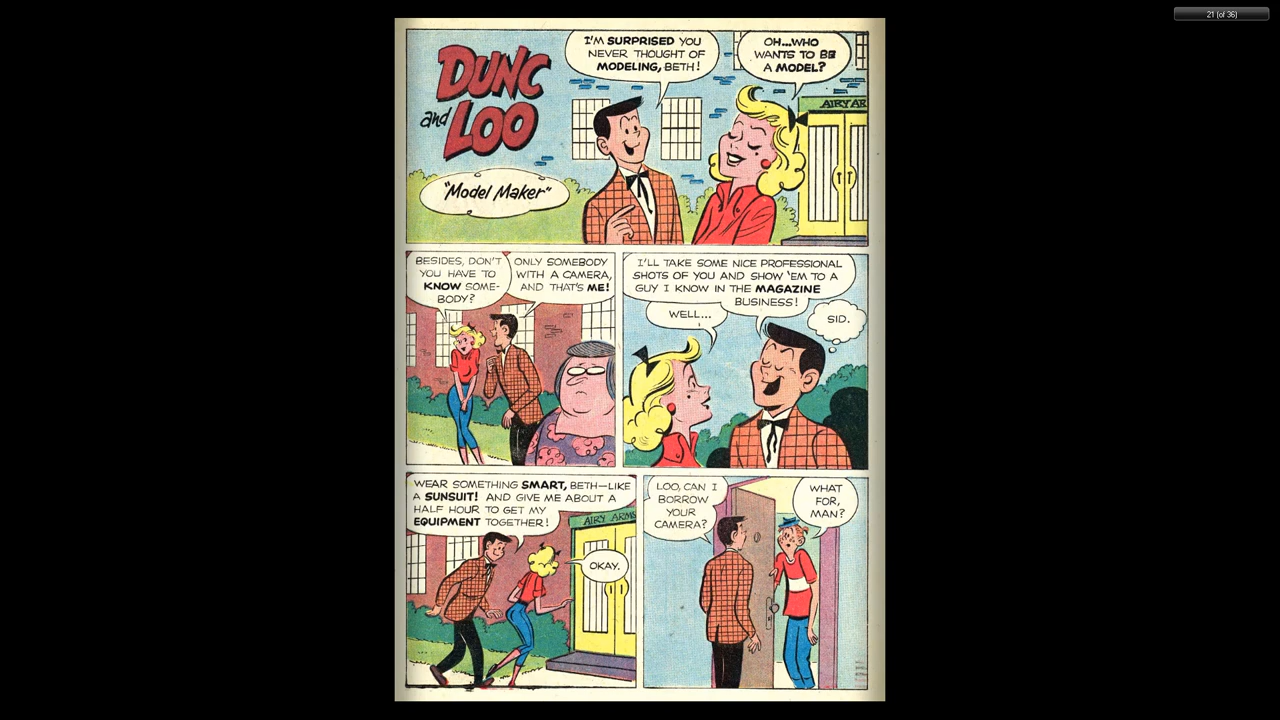 21 (of 36)
DUNC
and LOO
"Model Maker"
I'M SURPRISED YOU
NEVER THOUGHT OF
MODELING, BETH!
OH...WHO
WANTS TO BE
A MODEL?
AIRY AR
BESIDES, DON'T
YOU HAVE TO
KNOW SOME-
BODY?
ONLY SOMEBODY
WITH A CAMERA,
AND THAT'S ME!
I'LL TAKE SOME NICE PROFESSIONAL
SHOTS OF YOU AND SHOW 'EM TO A
GUY I KNOW IN THE MAGAZINE
BUSINESS!
WELL...
SID.
WEAR SOMETHING SMART, BETH—LIKE
A SUNSUIT! AND GIVE ME ABOUT A
HALF HOUR TO GET MY
EQUIPMENT TOGETHER!
AIRY ARMS
OKAY.
LOO, CAN I
BORROW
YOUR
CAMERA?
WHAT
FOR,
MAN?